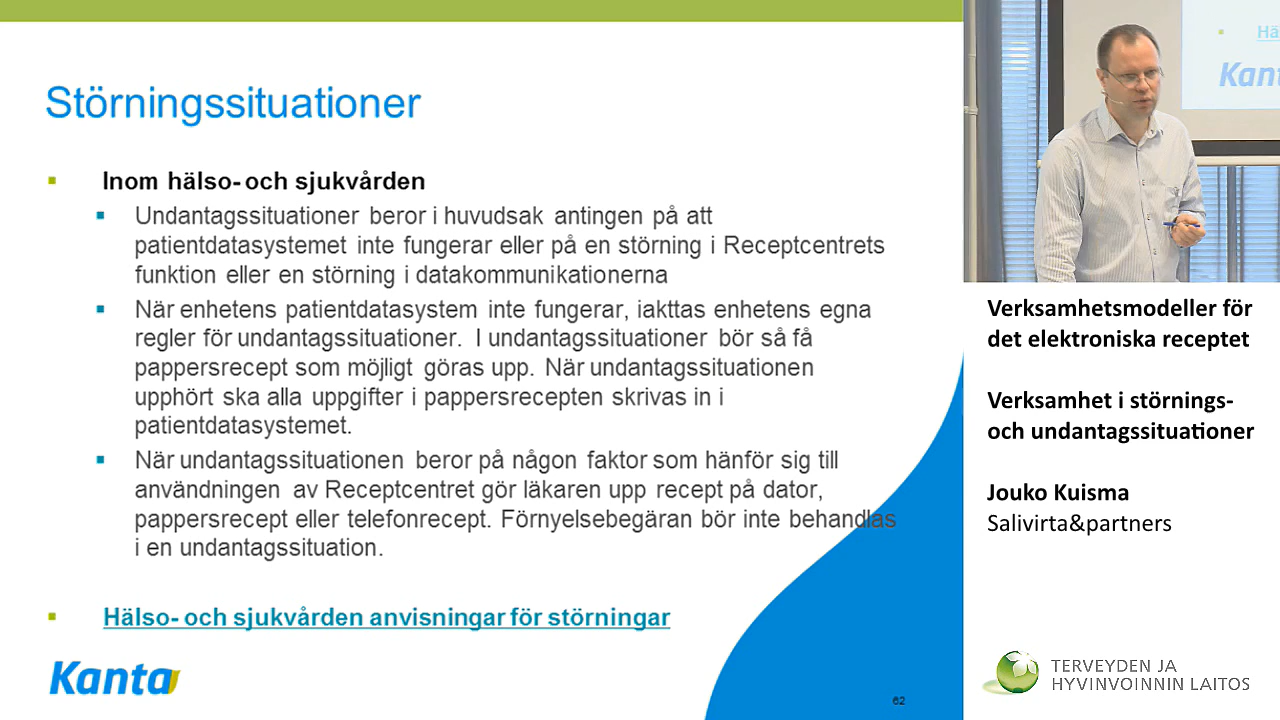 Störningssituationer
Inom hälso- och sjukvården
Undantagssituationer beror i huvudsak antingen på att
patientdatasystemet inte fungerar eller på en störning i Receptcentrets
funktion eller en störning i datakommunikationerna
När enhetens patientdatasystem inte fungerar, iakttas enhetens egna
regler för undantagssituationer. I undantagssituationer bör så få
pappersrecept som möjligt göras upp. När undantagssituationen
upphört ska alla uppgifter i pappersrecepten skrivas in i
patientdatasystemet.
När undantagssituationen beror på någon faktor som hänför sig till
användningen av Receptcentret gör läkaren upp recept på dator,
pappersrecept eller telefonrecept. Förnyelsebegäran bör inte behandlas
i en undantagssituation.
Hälso- och sjukvården anvisningar för störningar
Kanta
62
Hä
Kant
Verksamhetsmodeller för
det elektroniska receptet
Verksamhet i störnings-
och undantagssituationer
Jouko Kuisma
Salivirta&partners
TERVEYDEN JA
HYVINVOINNIN LAITOS